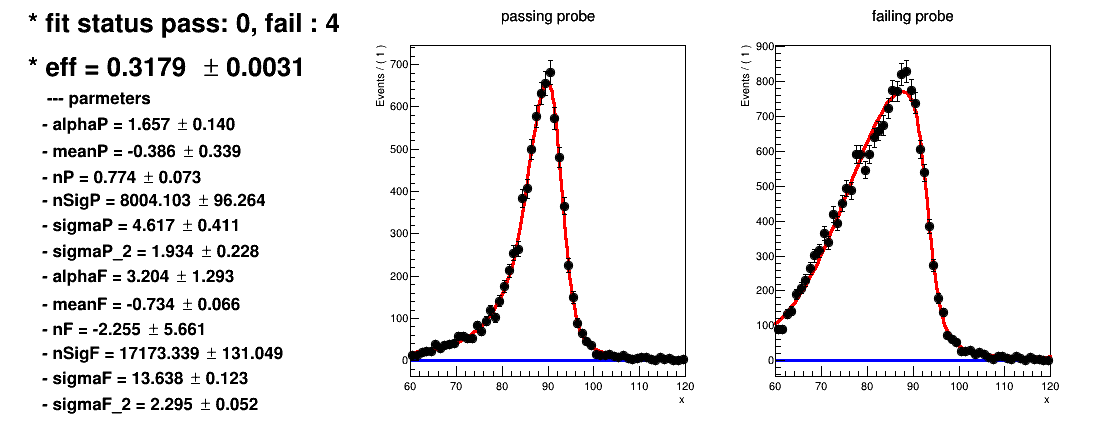 * fit status pass: 0, fail : 4
* eff = 0.3179 ± 0.0031
--- parmeters
- alphaP = 1.657 ± 0.140
- meanP = -0.386 ± 0.339
- nP = 0.774 ± 0.073
- nSigP = 8004.103 ± 96.264
- sigmaP = 4.617 ± 0.411
- sigmaP_2 = 1.934 ± 0.228
- alphaF = 3.204 ± 1.293
- meanF = -0.734 ± 0.066
- nF = -2.255 ± 5.661
- nSigF = 17173.339 ± 131.049
- sigmaF = 13.638 ± 0.123
- sigmaF_2 = 2.295 ± 0.052
passing probe
Events / ( 1 )
700
600
500
400
300
200
100
0
60 70 80 90 100 110 120
x
failing probe
Events / ( 1 )
900
800
700
600
500
400
300
200
100
0
60 70 80 90 100 110 120
x